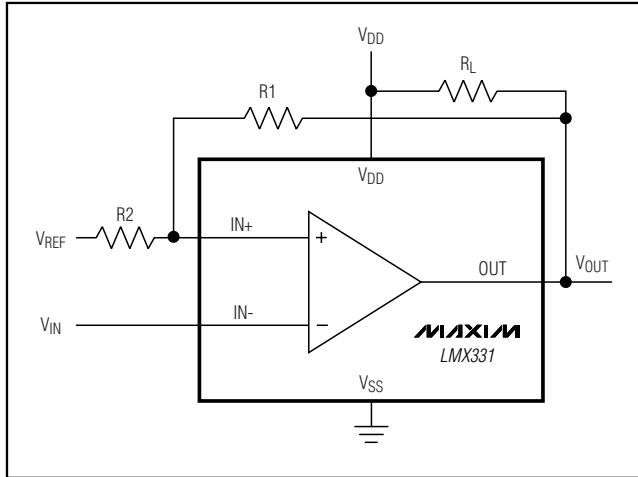 VDD
RL
R1
VDD
R2
IN+
VREF
+
OUT
VOUT
IN-
VIN
−
MAXIM
LMX331
VSS